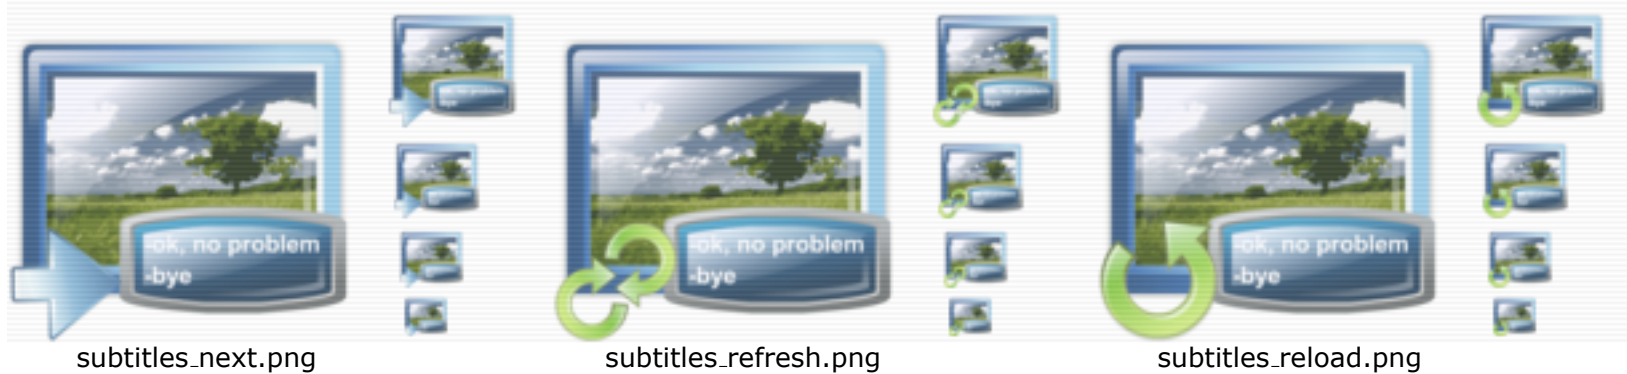 -ok, no problem
-bye
-ok, no problem
-bye
-ok, no problem
-bye
subtitles_next.png
subtitles_refresh.png
subtitles_reload.png